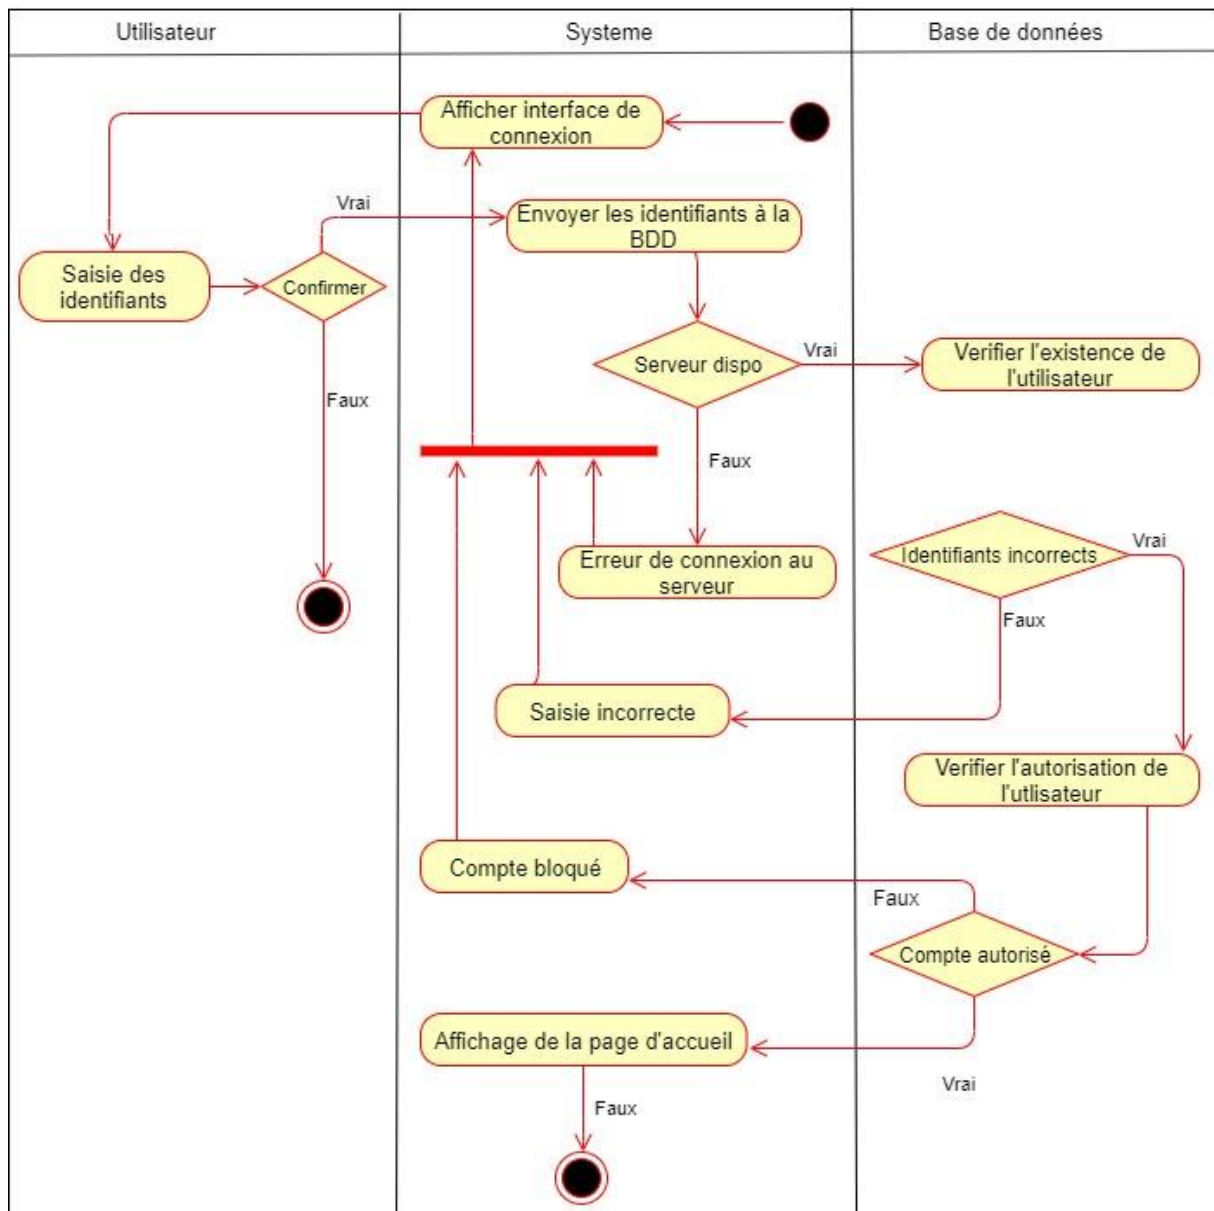 Utilisateur
Systeme
Base de données
Afficher interface de
connexion
Vrai
Envoyer les identifiants à la
BDD
Saisie des
identifiants
Confirmer
Serveur dispo
Vrai
Verifier l'existence de
l'utilisateur
Faux
Faux
Erreur de connexion au
serveur
Identifiants incorrects
Vrai
Faux
Saisie incorrecte
Verifier l'autorisation de
l'utlisateur
Compte bloqué
Faux
Compte autorisé
Affichage de la page d'accueil
Vrai
Faux